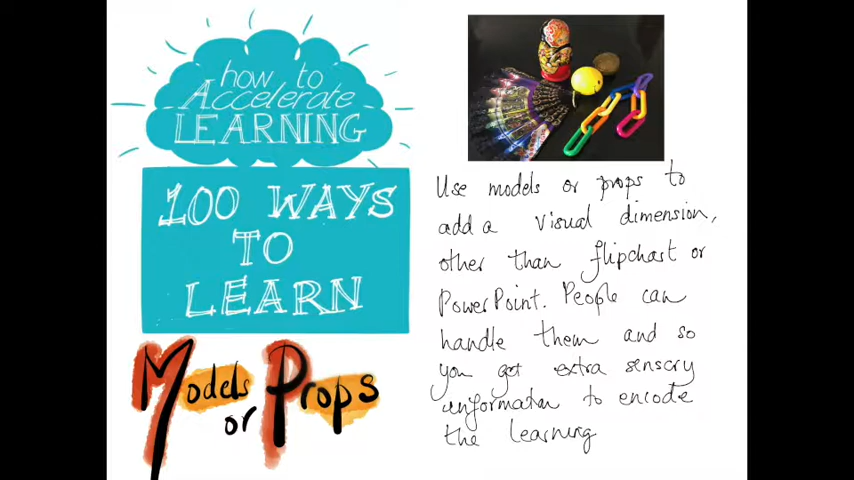 how to
Accelerate
LEARNING
100 WAYS
TO
LEARN
Models
or Props
Use models or props to
add a visual dimension,
other than flipchart or
PowerPoint. People can
handle them and so
you get extra sensory
information to encode
the learning